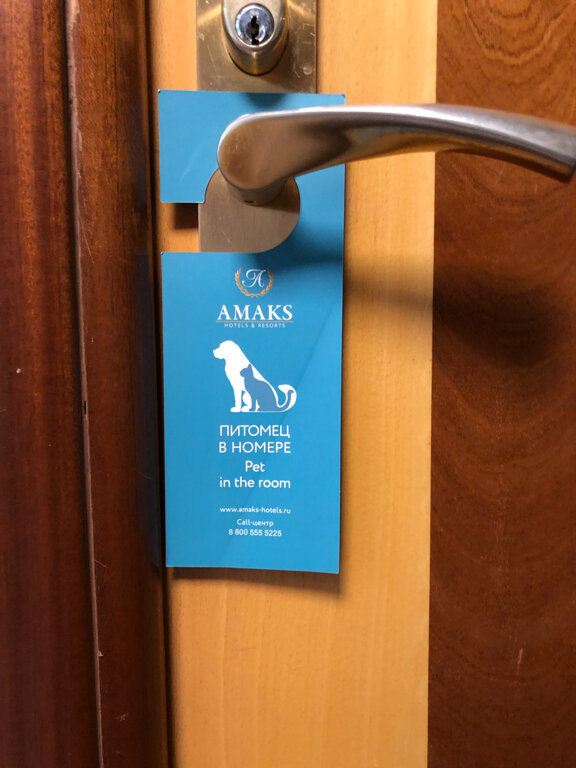 A
AMAKS
HOTELS & RESORTS
ПИТОМЕЦ
В НОМЕРЕ
Pet
in the room
www.amaks-hotels.ru
Call-центр
8 800 555 5225